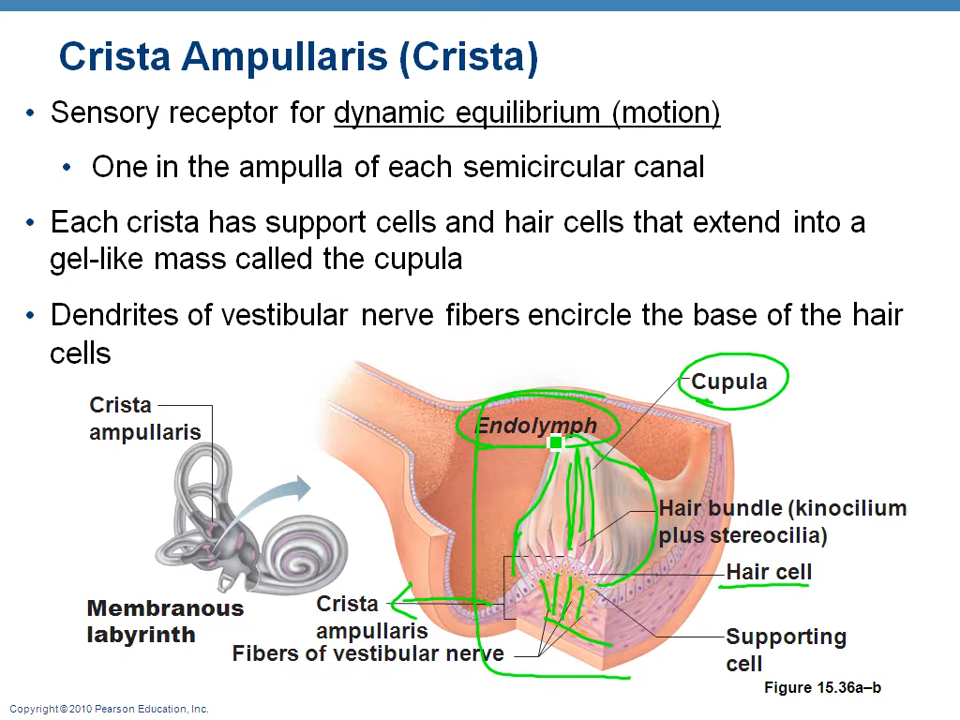 Crista Ampullaris (Crista)
• Sensory receptor for dynamic equilibrium (motion)
• One in the ampulla of each semicircular canal
• Each crista has support cells and hair cells that extend into a
gel-like mass called the cupula
• Dendrites of vestibular nerve fibers encircle the base of the hair
cells
Cupula
Crista
ampullaris
Endolymph
Hair bundle (kinocilium
plus stereocilia)
Hair cell
Membranous
labyrinth
Crista
ampullaris
Fibers of vestibular nerve
Supporting
cell
Figure 15.36a–b
Copyright © 2010 Pearson Education, Inc.